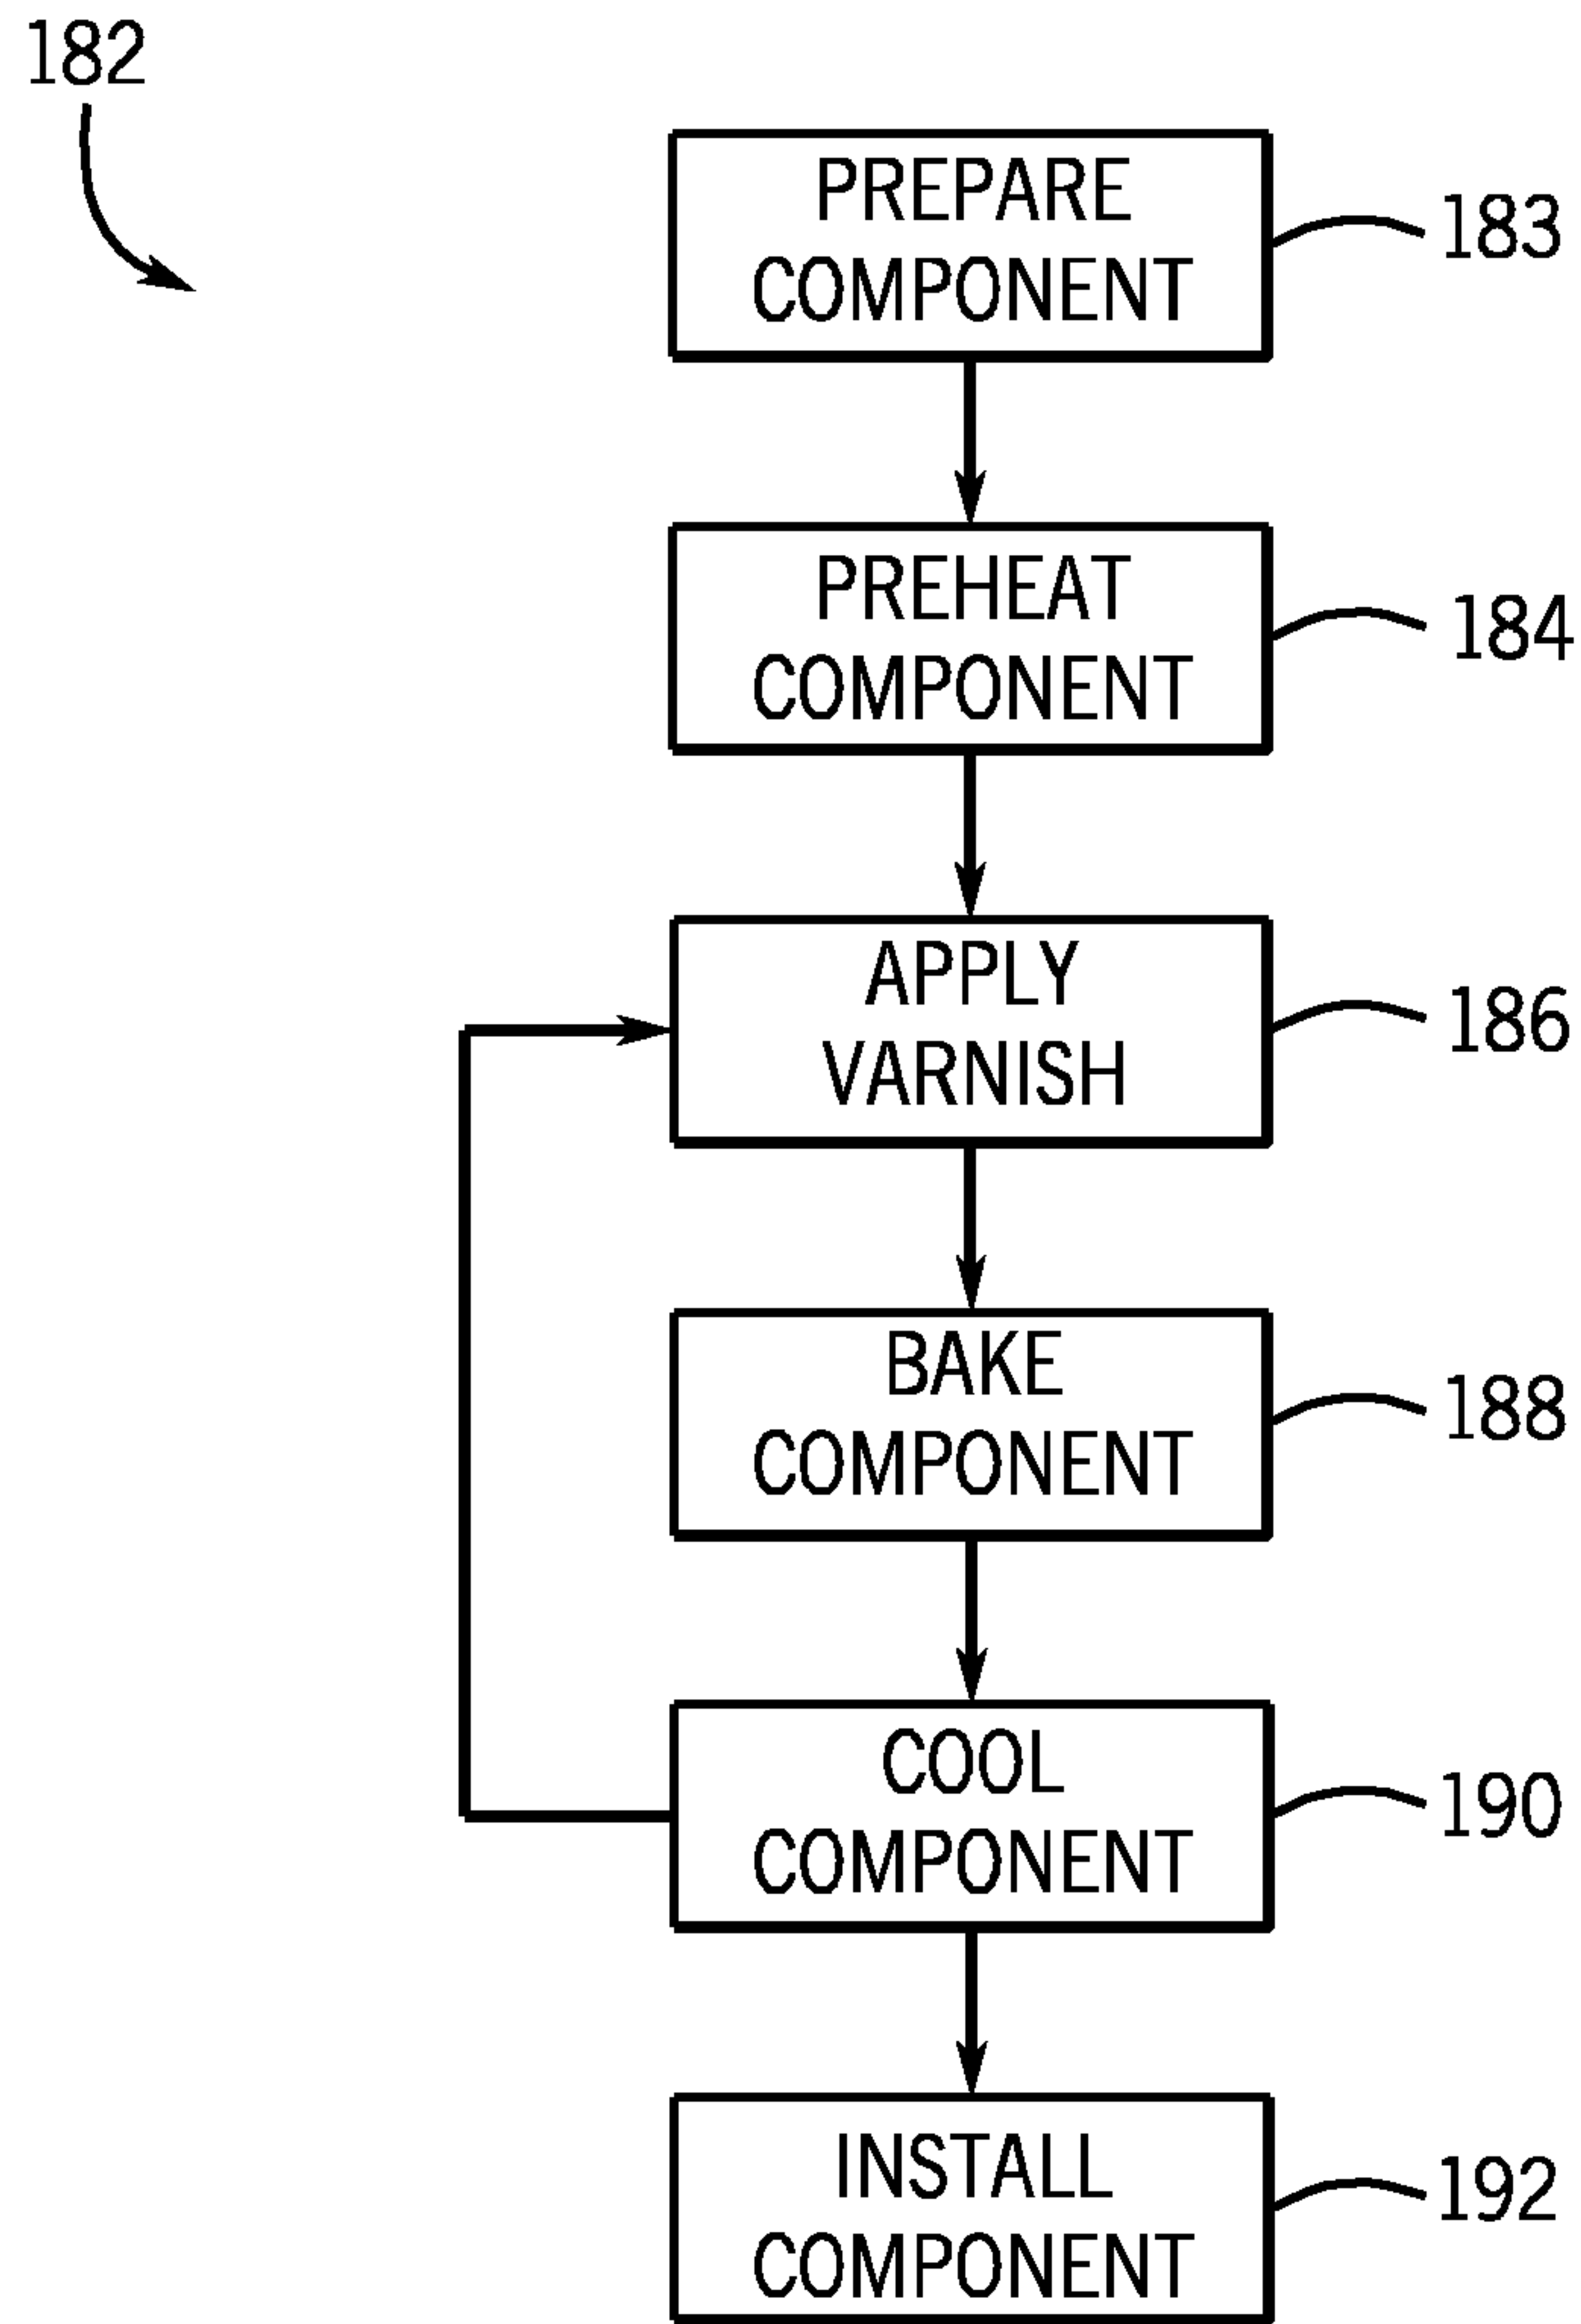 182
PREPARE
COMPONENT
183
PREHEAT
COMPONENT
184
APPLY
VARNISH
186
BAKE
COMPONENT
188
COOL
COMPONENT
190
INSTALL
COMPONENT
192